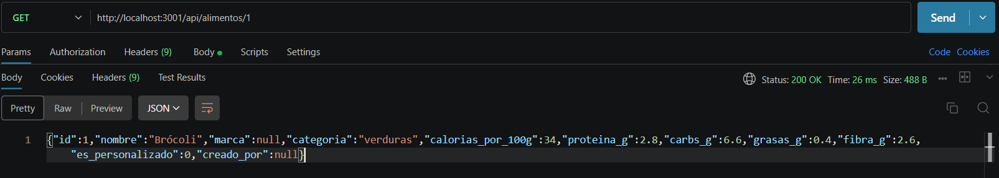 GET http://localhost:3001/api/alimentos/1 Send
Params Authorization Headers (9) Body Scripts Settings Code Cookies
Body Cookies Headers (9) Test Results Status: 200 OK Time: 26 ms Size: 488 B
Pretty Raw Preview JSON
1 {"id":1,"nombre":"Brócoli","marca":null,"categoria":"verduras","calorias_por_100g":34,"proteina_g":2.8,"carbs_g":6.6,"grasas_g":0.4,"fibra_g":2.6,
"es_personalizado":0,"creado_por":null}